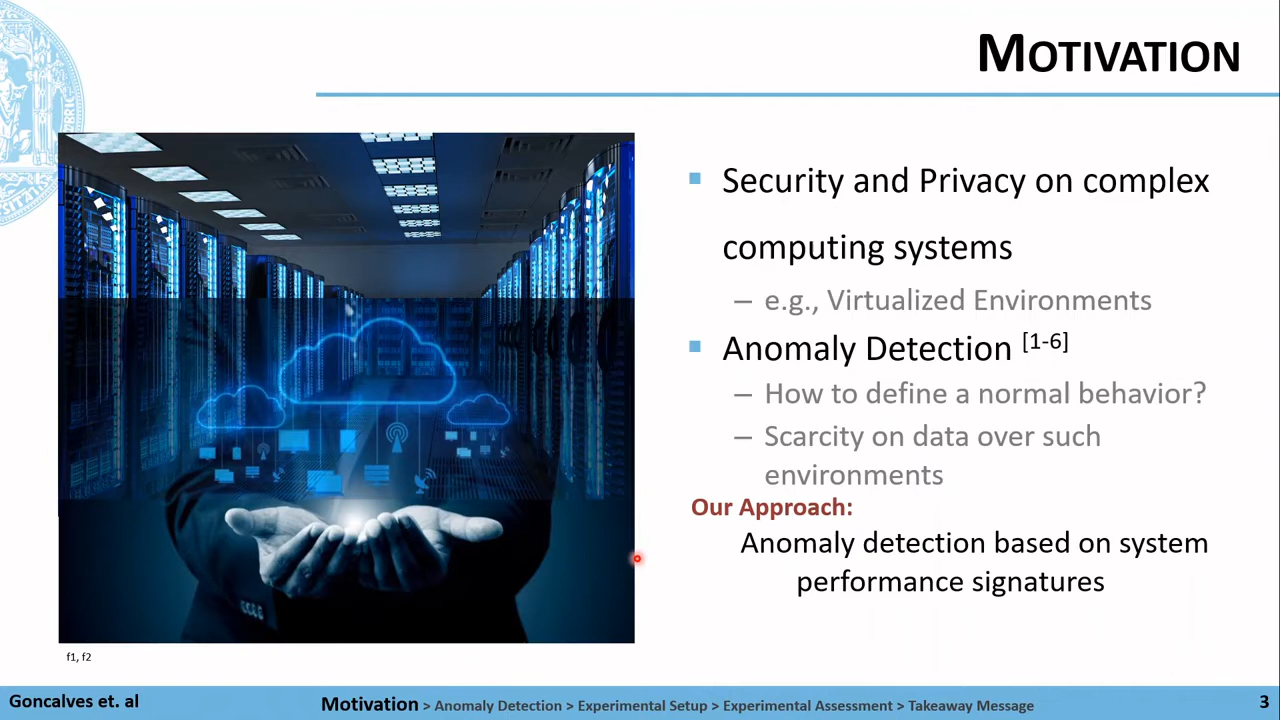 MOTIVATION
▪ Security and Privacy on complex
computing systems
– e.g., Virtualized Environments
▪ Anomaly Detection [1-6]
– How to define a normal behavior?
– Scarcity on data over such
environments
Our Approach:
Anomaly detection based on system
performance signatures
f1, f2
Goncalves et. al
Motivation > Anomaly Detection > Experimental Setup > Experimental Assessment > Takeaway Message
3